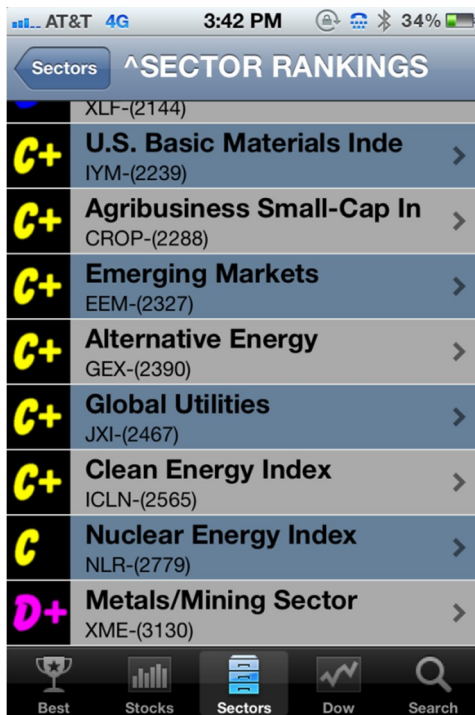 AT&T 4G 3:42 PM 34%
Sectors ^SECTOR RANKINGS
XLF-(2144)
C+ U.S. Basic Materials Inde
IYM-(2239)
C+ Agribusiness Small-Cap In
CROP-(2288)
C+ Emerging Markets
EEM-(2327)
C+ Alternative Energy
GEX-(2390)
C+ Global Utilities
JXI-(2467)
C+ Clean Energy Index
ICLN-(2565)
C Nuclear Energy Index
NLR-(2779)
D+ Metals/Mining Sector
XME-(3130)
Best Stocks Sectors Dow Search